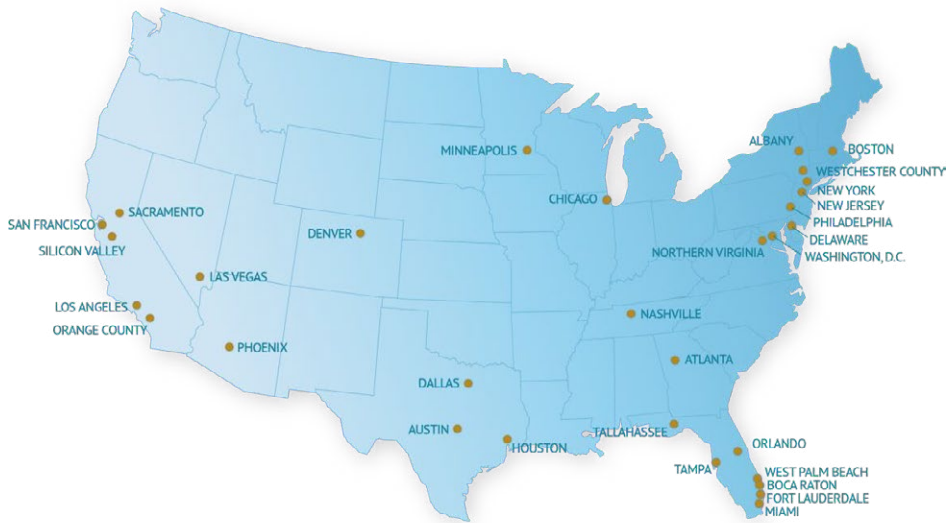 ALBANY
BOSTON
MINNEAPOLIS
WESTCHESTER COUNTY
NEW YORK
CHICAGO
NEW JERSEY
SACRAMENTO
PHILADELPHIA
SAN FRANCISCO
DENVER
DELAWARE
SILICON VALLEY
NORTHERN VIRGINIA
WASHINGTON, D.C.
LAS VEGAS
LOS ANGELES
NASHVILLE
ORANGE COUNTY
PHOENIX
ATLANTA
DALLAS
AUSTIN
TALLAHASSEE
HOUSTON
ORLANDO
TAMPA
WEST PALM BEACH
BOCA RATON
FORT LAUDERDALE
MIAMI